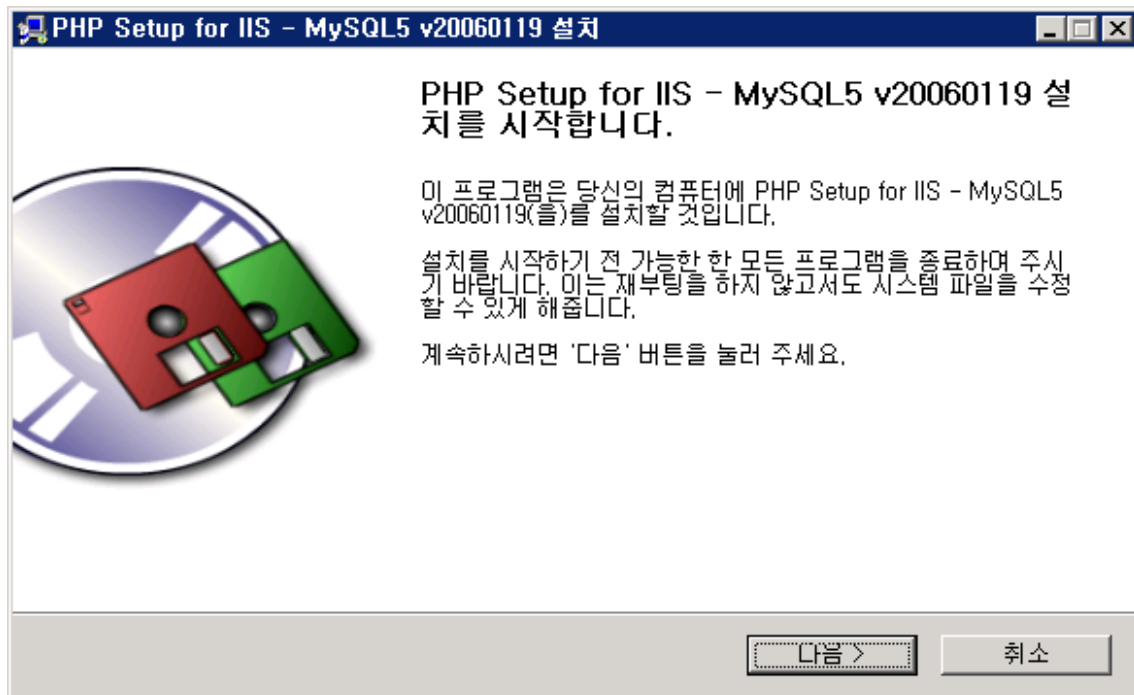 PHP Setup for IIS - MySQL5 v20060119 설치
PHP Setup for IIS - MySQL5 v20060119 설
치를 시작합니다.
이 프로그램은 당신의 컴퓨터에 PHP Setup for IIS - MySQL5
v20060119(을)를 설치할 것입니다.
설치를 시작하기 전 가능한 한 모든 프로그램을 종료하여 주시
기 바랍니다. 이는 재부팅을 하지 않고서도 시스템 파일을 수정
할 수 있게 해줍니다.
계속하시려면 '다음' 버튼을 눌러 주세요.
다음 >
취소